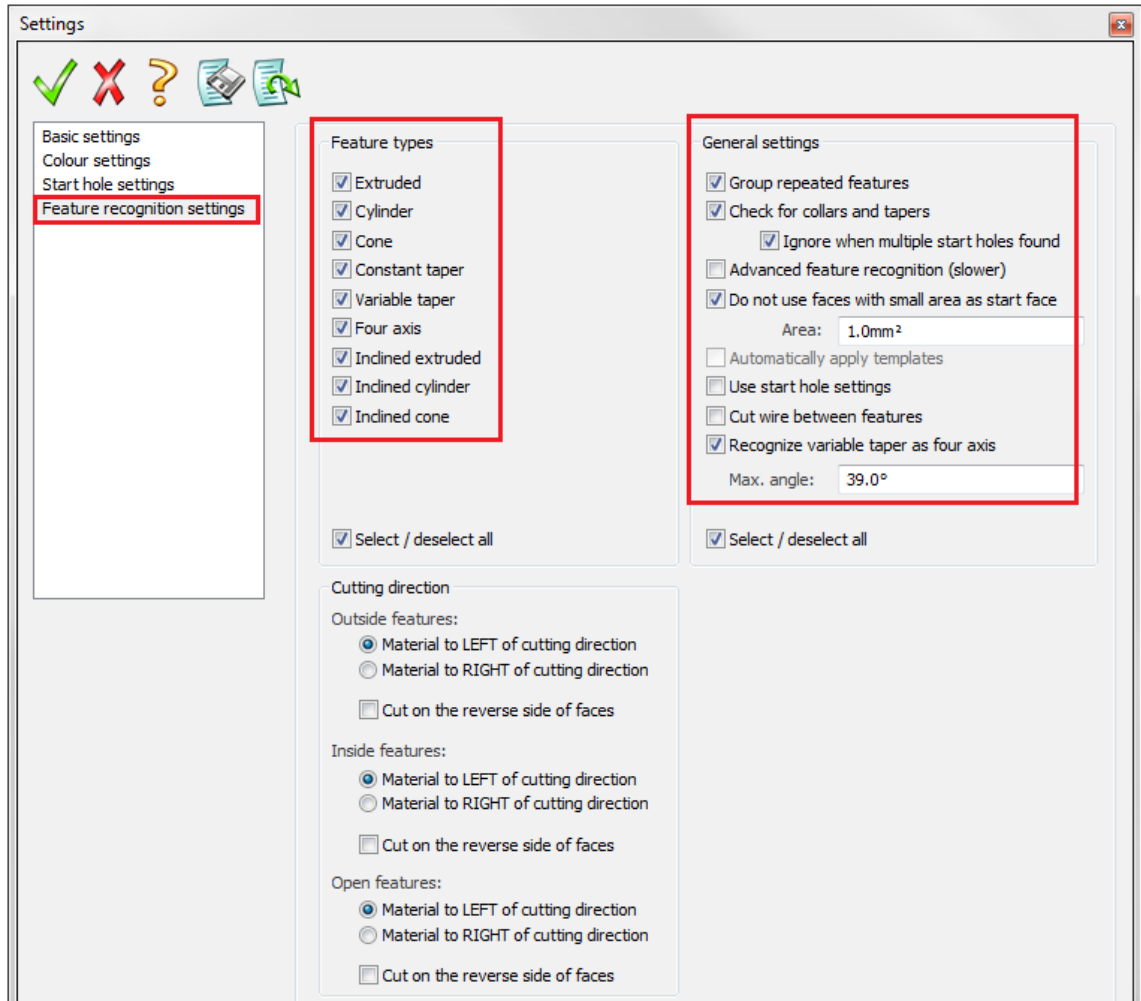 Settings
Basic settings
Colour settings
Start hole settings
Feature recognition settings
Feature types
Extruded
Cylinder
Cone
Constant taper
Variable taper
Four axis
Inclined extruded
Inclined cylinder
Inclined cone
Select / deselect all
General settings
Group repeated features
Check for collars and tapers
Ignore when multiple start holes found
Advanced feature recognition (slower)
Do not use faces with small area as start face
Area: 1.0mm²
Automatically apply templates
Use start hole settings
Cut wire between features
Recognize variable taper as four axis
Max. angle: 39.0°
Select / deselect all
Cutting direction
Outside features:
Material to LEFT of cutting direction
Material to RIGHT of cutting direction
Cut on the reverse side of faces
Inside features:
Material to LEFT of cutting direction
Material to RIGHT of cutting direction
Cut on the reverse side of faces
Open features:
Material to LEFT of cutting direction
Material to RIGHT of cutting direction
Cut on the reverse side of faces